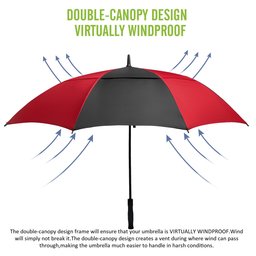 DOUBLE-CANOPY DESIGN
VIRTUALLY WINDPROOF
The double-canopy design frame will ensure that your umbrella is VIRTUALLY WINDPROOF.Wind
will simply not break it.The double-canopy design creates a vent during where wind can pass
through,making the umbrella much easier to handle in harsh conditions.